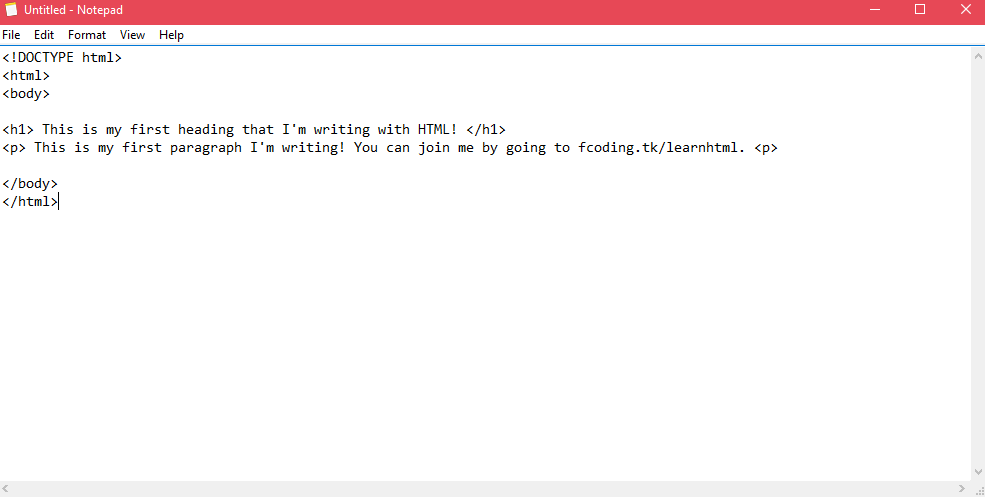 Untitled - Notepad
File Edit Format View Help
<!DOCTYPE html>
<html>
<body>
<h1> This is my first heading that I'm writing with HTML! </h1>
<p> This is my first paragraph I'm writing! You can join me by going to fcoding.tk/learnhtml. <p>
</body>
</html>